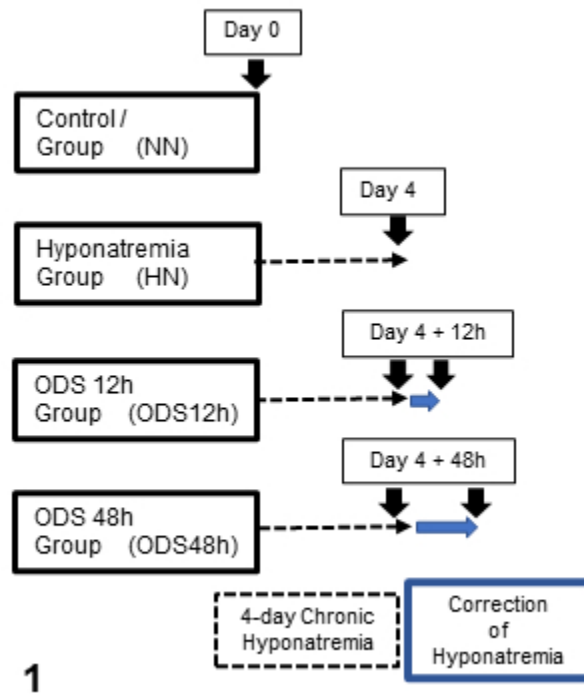 Day 0
Control /
Group (NN)
Day 4
Hyponatremia
Group (HN)
Day 4 + 12h
ODS 12h
Group (ODS12h)
Day 4 + 48h
ODS 48h
Group (ODS48h)
4-day Chronic
Hyponatremia
Correction
of
Hyponatremia
1